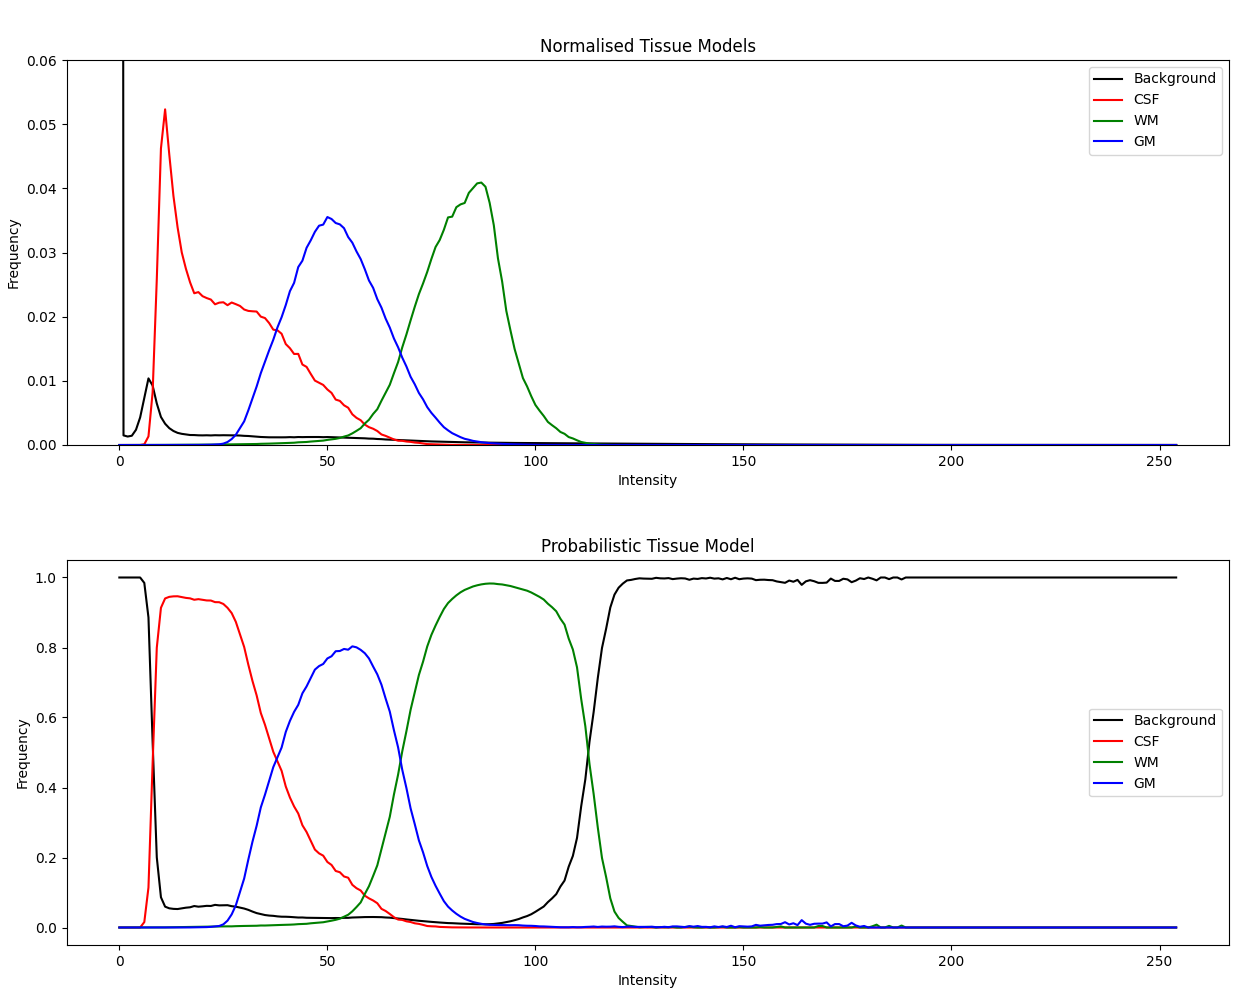 Normalised Tissue Models
0.06
0.05
0.04
0.03
0.02
0.01
0.00
Frequency
Background
CSF
WM
GM
0 50 100 150 200 250
Intensity
Probabilistic Tissue Model
1.0
0.8
0.6
0.4
0.2
0.0
Frequency
Background
CSF
WM
GM
0 50 100 150 200 250
Intensity